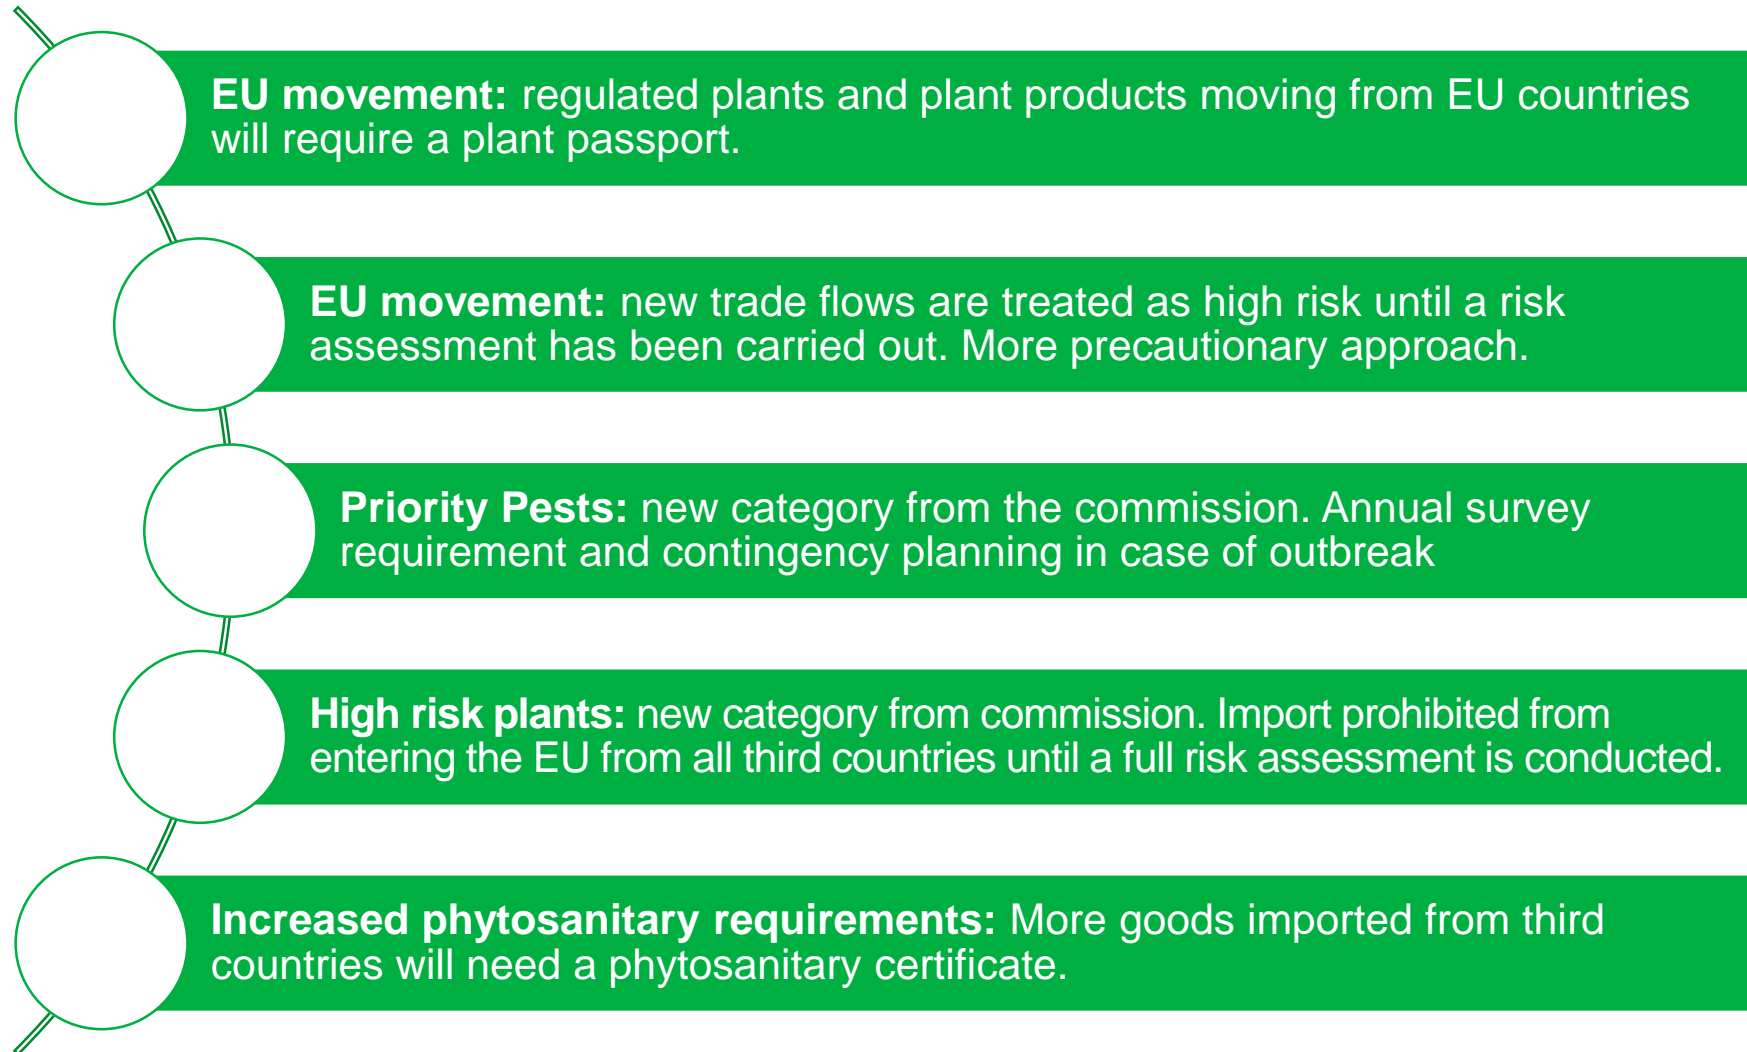 EU movement: regulated plants and plant products moving from EU countries
will require a plant passport.
EU movement: new trade flows are treated as high risk until a risk
assessment has been carried out. More precautionary approach.
Priority Pests: new category from the commission. Annual survey
requirement and contingency planning in case of outbreak
High risk plants: new category from commission. Import prohibited from
entering the EU from all third countries until a full risk assessment is conducted.
Increased phytosanitary requirements: More goods imported from third
countries will need a phytosanitary certificate.